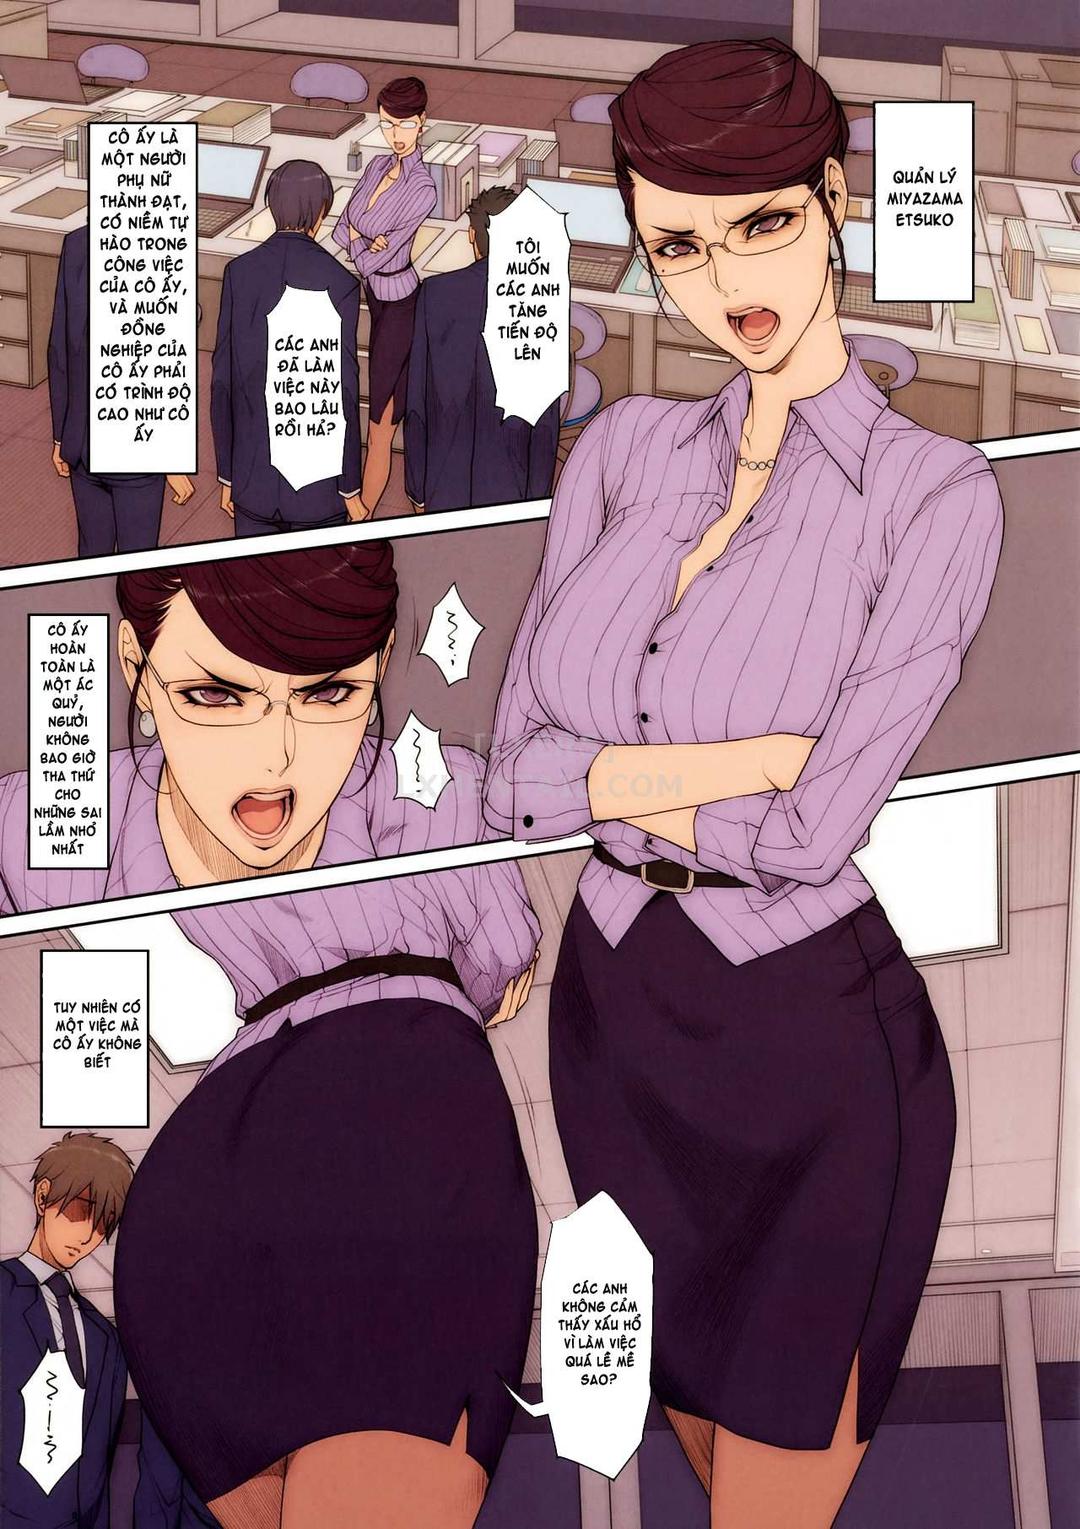 QUẢN LÝ
MIYAZAMA
ETSUKO
CÔ ẤY LÀ
MỘT NGƯỜI
PHỤ NỮ
THÀNH ĐẠT,
CÓ NIỀM TỰ
HÀO TRONG
CÔNG VIỆC
CỦA CÔ ẤY,
VÀ MUỐN
ĐỒNG
NGHIỆP CỦA
CÔ ẤY PHẢI
CÓ TRÌNH ĐỘ
CAO NHƯ CÔ
ẤY
TÔI
MUỐN
CÁC ANH
TĂNG
TIẾN ĐỘ
LÊN
CÁC ANH
ĐÃ LÀM
VIỆC NÀY
BAO LÂU
RỒI HẢ?
CÔ ẤY
HOÀN
TOÀN LÀ
MỘT ÁC
QUỶ,
NGƯỜI
KHÔNG
BAO GIỜ
THA THỨ
CHO
NHỮNG SAI
LẦM NHỎ
NHẤT
TUY NHIÊN CÓ
MỘT VIỆC MÀ
CÔ ẤY KHÔNG
BIẾT
CÁC ANH
KHÔNG CẢM
THẤY XẤU HỔ
VÌ LÀM VIỆC
QUÁ LỀ MỀ
SAO?